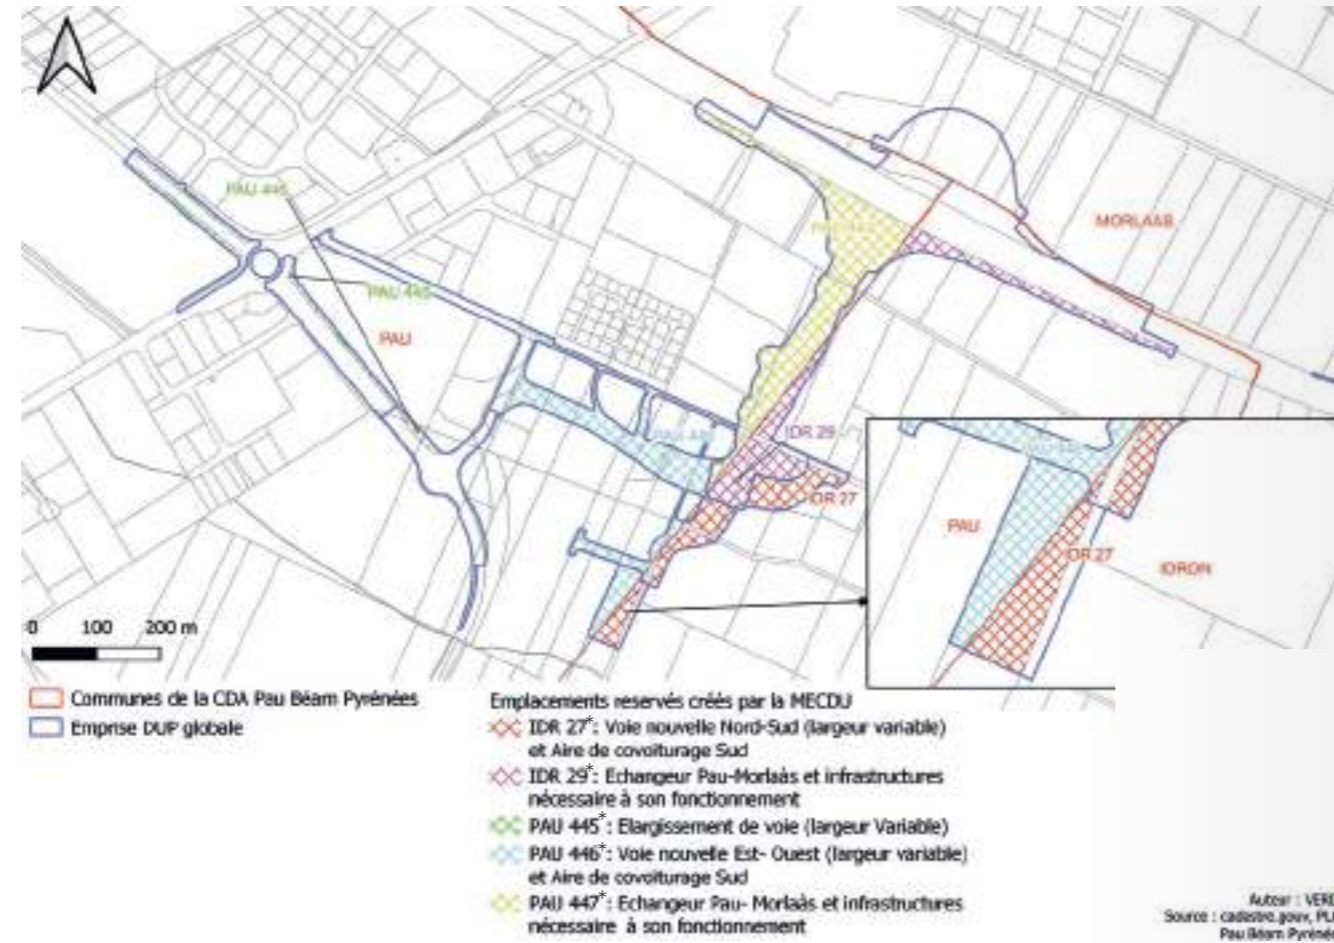 PAU 445
MORLAAS
PAU 445
PAU
IDR 29
IDR 27
PAU
IDR 27
IDRON
0 100 200 m
Communes de la CDA Pau Béarn Pyrénées
Emprise DUP globale
Emplacements reservés créés par la MECDU
IDR 27* : Voie nouvelle Nord-Sud (largeur variable)
et Aire de covoiturage Sud
IDR 29* : Echangeur Pau-Morlaàs et infrastructures
nécessaire à son fonctionnement
PAU 445* : Elargissement de voie (largeur Variable)
PAU 446* : Voie nouvelle Est- Ouest (largeur variable)
et Aire de covoiturage Sud
PAU 447* : Echangeur Pau- Morlaàs et infrastructures
nécessaire à son fonctionnement
Auteur : VERD
Source : cadastre.gouv, PLU
Pau Béarn Pyrénée